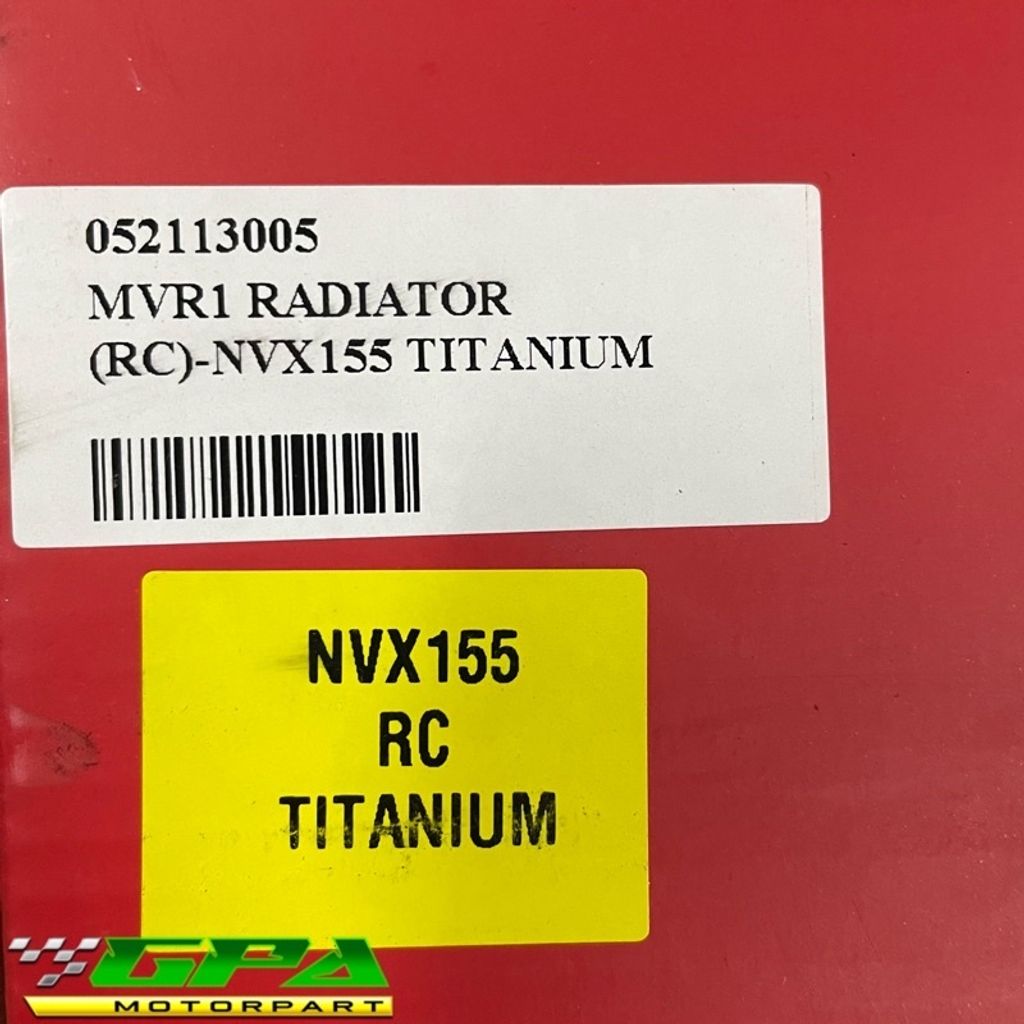 052113005
MVR1 RADIATOR
(RC)-NVX155 TITANIUM
NVX155
RC
TITANIUM
GPA
MOTORPART